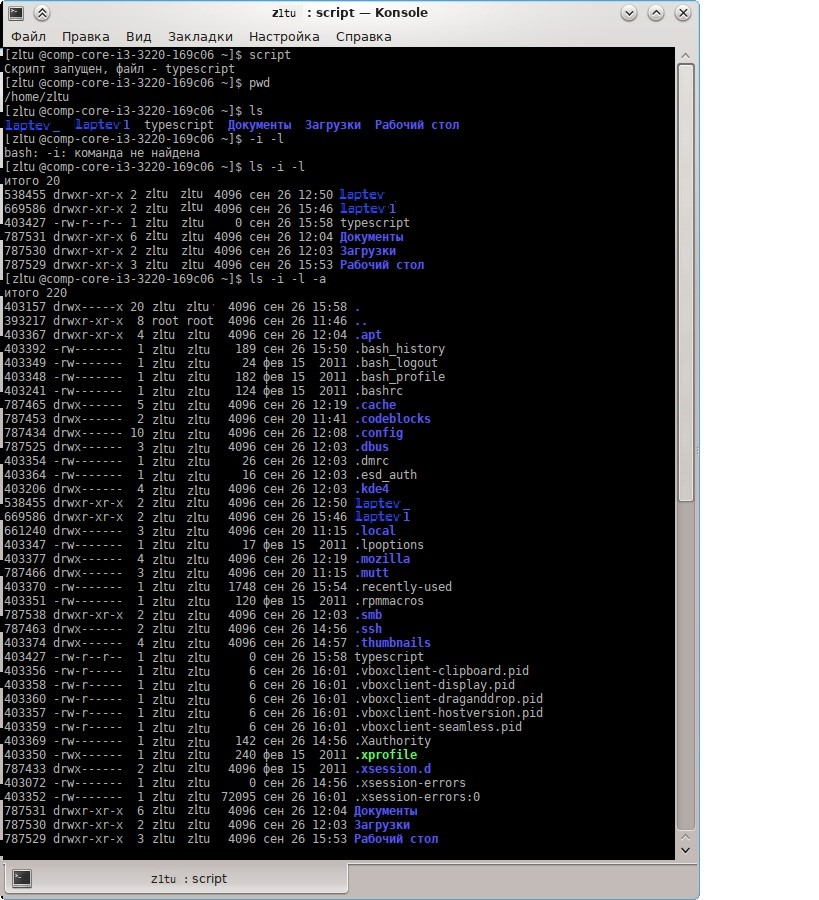 zltu : script — Konsole
Файл Правка Вид Закладки Настройка Справка
[zltu @comp-core-i3-3220-169c06 ~]$ script
Скрипт запущен, файл - typescript
[zltu @comp-core-i3-3220-169c06 ~]$ pwd
/home/zltu
[zltu @comp-core-i3-3220-169c06 ~]$ ls
laptev_ laptev1 typescript Документы Загрузки Рабочий стол
[zltu @comp-core-i3-3220-169c06 ~]$ -i -l
bash: -i: команда не найдена
[zltu @comp-core-i3-3220-169c06 ~]$ ls -i -l
итого 20
538455 drwxr-xr-x 2 zltu zltu 4096 сен 26 12:50 laptev
669586 drwxr-xr-x 2 zltu zltu 4096 сен 26 15:46 laptev1
403427 -rw-r--r-- 1 zltu zltu 0 сен 26 15:58 typescript
787531 drwxr-xr-x 6 zltu zltu 4096 сен 26 12:04 Документы
787530 drwxr-xr-x 2 zltu zltu 4096 сен 26 12:03 Загрузки
787529 drwxr-xr-x 3 zltu zltu 4096 сен 26 15:53 Рабочий стол
[zltu @comp-core-i3-3220-169c06 ~]$ ls -i -l -a
итого 220
403157 drwx-----x 20 zltu zltu 4096 сен 26 15:58 .
393217 drwxr-xr-x 8 root root 4096 сен 26 11:46 ..
403367 drwxr-xr-x 4 zltu zltu 4096 сен 26 12:04 .apt
403392 -rw------- 1 zltu zltu 189 сен 26 15:50 .bash_history
403349 -rw------- 1 zltu zltu 24 фев 15 2011 .bash_logout
403348 -rw------- 1 zltu zltu 182 фев 15 2011 .bash_profile
403241 -rw------- 1 zltu zltu 124 фев 15 2011 .bashrc
787465 drwx------ 5 zltu zltu 4096 сен 26 12:19 .cache
787453 drwx------ 2 zltu zltu 4096 сен 20 11:41 .codeblocks
787434 drwx------ 10 zltu zltu 4096 сен 26 12:08 .config
787525 drwx------ 3 zltu zltu 4096 сен 26 12:03 .dbus
403354 -rw------- 1 zltu zltu 26 сен 26 12:03 .dmrc
403364 -rw------- 1 zltu zltu 16 сен 26 12:03 .esd_auth
403206 drwx------ 4 zltu zltu 4096 сен 26 12:03 .kde4
538455 drwxr-xr-x 2 zltu zltu 4096 сен 26 12:50 laptev_
669586 drwxr-xr-x 2 zltu zltu 4096 сен 26 15:46 laptev1
661240 drwx------ 3 zltu zltu 4096 сен 20 11:15 .local
403347 -rw------- 1 zltu zltu 17 фев 15 2011 .lpoptions
403377 drwx------ 4 zltu zltu 4096 сен 26 12:19 .mozilla
787466 drwx------ 3 zltu zltu 4096 сен 20 11:15 .mutt
403370 -rw------- 1 zltu zltu 1748 сен 26 15:54 .recently-used
403351 -rw------- 1 zltu zltu 120 фев 15 2011 .rpmmacros
787538 drwxr-xr-x 2 zltu zltu 4096 сен 26 12:03 .smb
787463 drwx------ 2 zltu zltu 4096 сен 26 14:56 .ssh
403374 drwx------ 4 zltu zltu 4096 сен 26 14:57 .thumbnails
403427 -rw-r--r-- 1 zltu zltu 0 сен 26 15:58 typescript
403356 -rw-r----- 1 zltu zltu 6 сен 26 16:01 .vboxclient-clipboard.pid
403358 -rw-r----- 1 zltu zltu 6 сен 26 16:01 .vboxclient-display.pid
403360 -rw-r----- 1 zltu zltu 6 сен 26 16:01 .vboxclient-draganddrop.pid
403357 -rw-r----- 1 zltu zltu 6 сен 26 16:01 .vboxclient-hostversion.pid
403359 -rw-r----- 1 zltu zltu 6 сен 26 16:01 .vboxclient-seamless.pid
403369 -rw------- 1 zltu zltu 142 сен 26 14:56 .Xauthority
403350 -rw------- 1 zltu zltu 240 фев 15 2011 .xprofile
787433 drwx------ 2 zltu zltu 4096 фев 15 2011 .xsession.d
403072 -rw------- 1 zltu zltu 0 сен 26 14:56 .xsession-errors
403352 -rw------- 1 zltu zltu 72095 сен 26 16:01 .xsession-errors:0
787531 drwxr-xr-x 6 zltu zltu 4096 сен 26 12:04 Документы
787530 drwxr-xr-x 2 zltu zltu 4096 сен 26 12:03 Загрузки
787529 drwxr-xr-x 3 zltu zltu 4096 сен 26 15:53 Рабочий стол
zltu : script